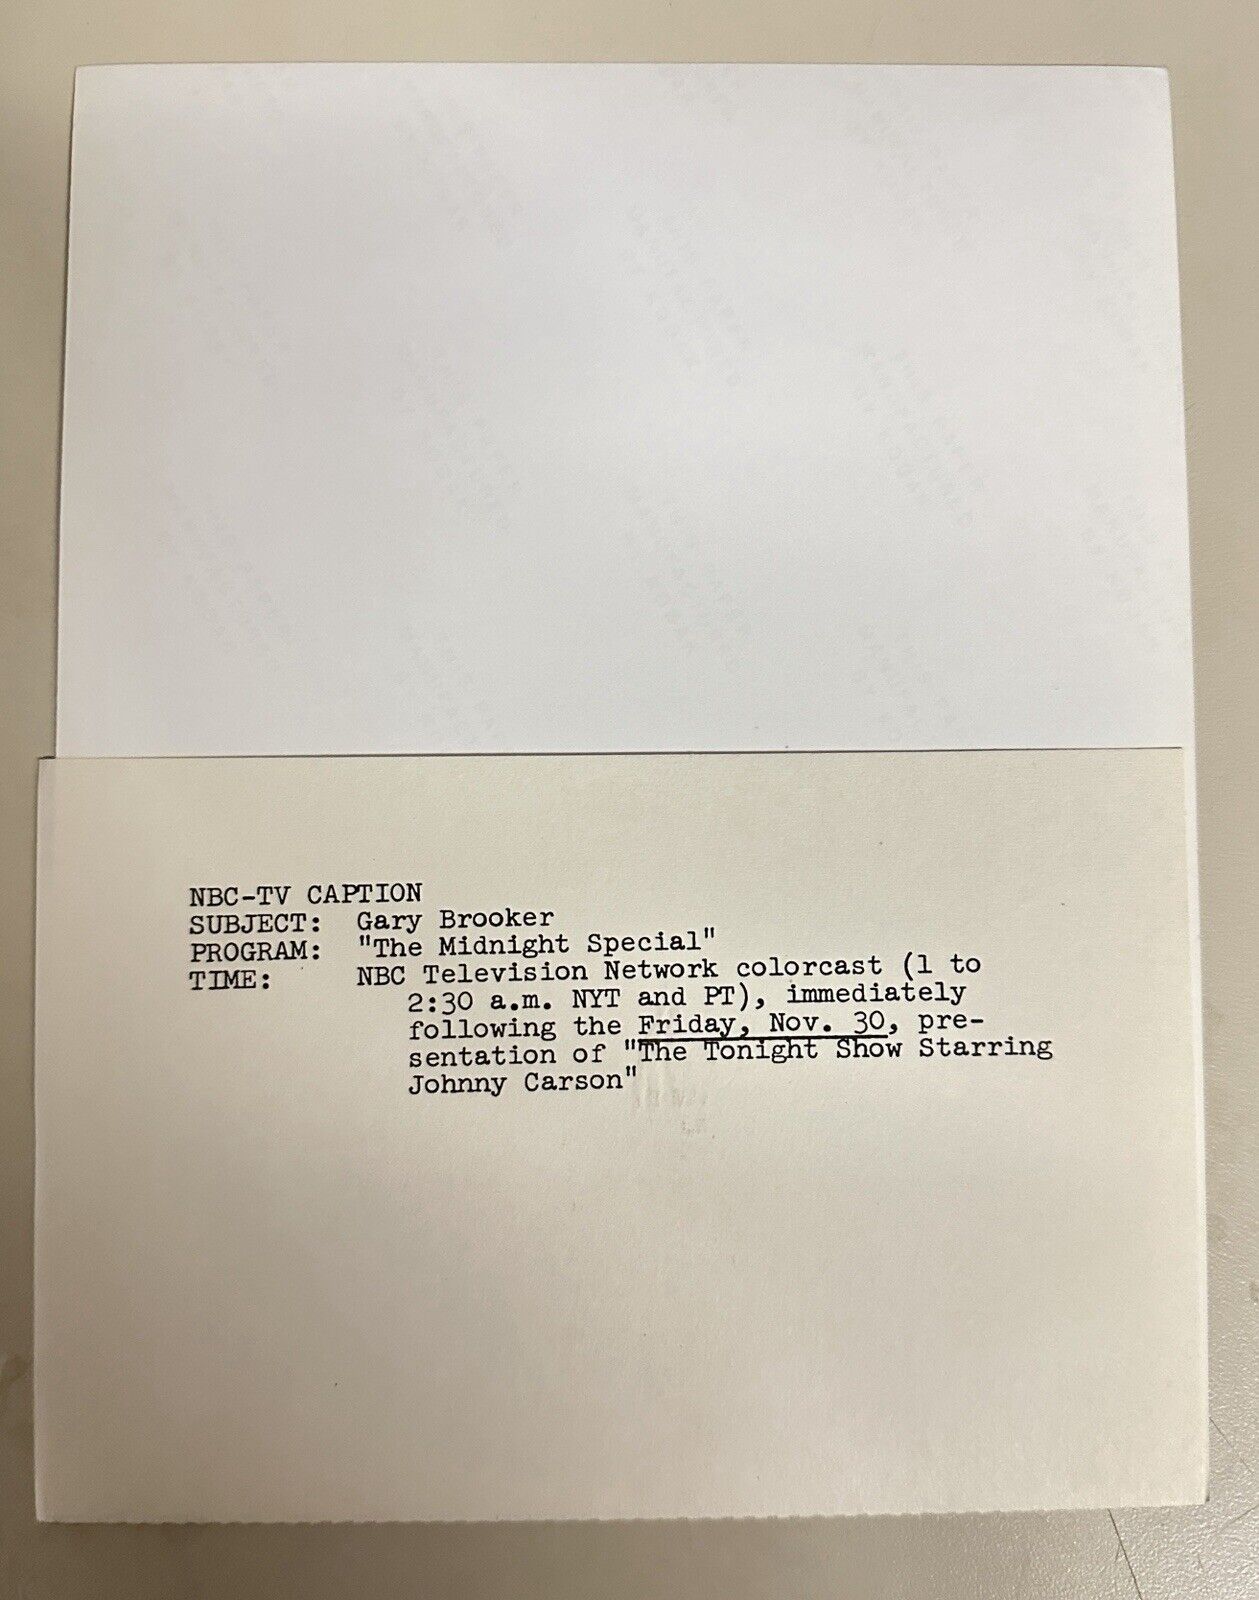 NBC-TV CAPTION
SUBJECT: Gary Brooker
PROGRAM: "The Midnight Special"
TIME: NBC Television Network colorcast (1 to
2:30 a.m. NYT and PT), immediately
following the Friday, Nov. 30, pre-
sentation of "The Tonight Show Starring
Johnny Carson"